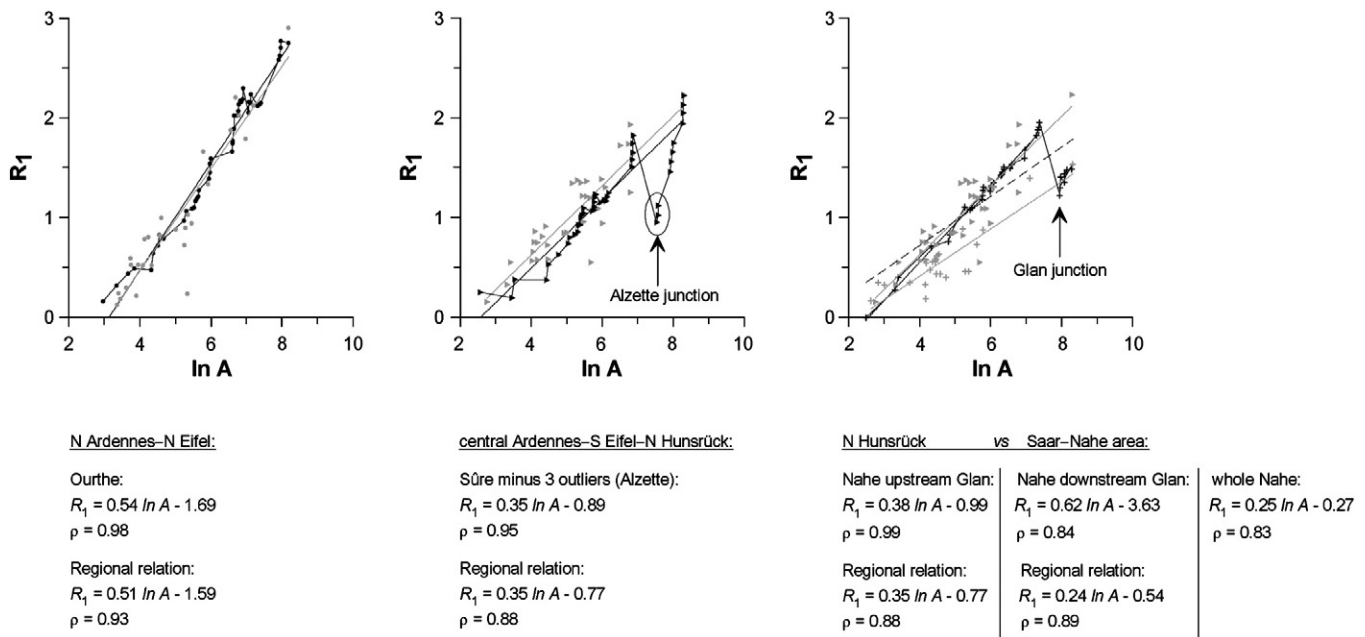 3
2
1
0
R1
2 4 6 8 10
ln A
3
2
1
0
R1
Alzette junction
2 4 6 8 10
ln A
3
2
1
0
R1
Glan junction
2 4 6 8 10
ln A
N Ardennes–N Eifel:
Ourthe:
R1 = 0.54 ln A - 1.69
ρ = 0.98
Regional relation:
R1 = 0.51 ln A - 1.59
ρ = 0.93
central Ardennes–S Eifel–N Hunsrück:
Sûre minus 3 outliers (Alzette):
R1 = 0.35 ln A - 0.89
ρ = 0.95
Regional relation:
R1 = 0.35 ln A - 0.77
ρ = 0.88
N Hunsrück vs Saar–Nahe area:
Nahe upstream Glan:
R1 = 0.38 ln A - 0.99
ρ = 0.99
Regional relation:
R1 = 0.35 ln A - 0.77
ρ = 0.88
Nahe downstream Glan:
R1 = 0.62 ln A - 3.63
ρ = 0.84
Regional relation:
R1 = 0.24 ln A - 0.54
ρ = 0.89
whole Nahe:
R1 = 0.25 ln A - 0.27
ρ = 0.83